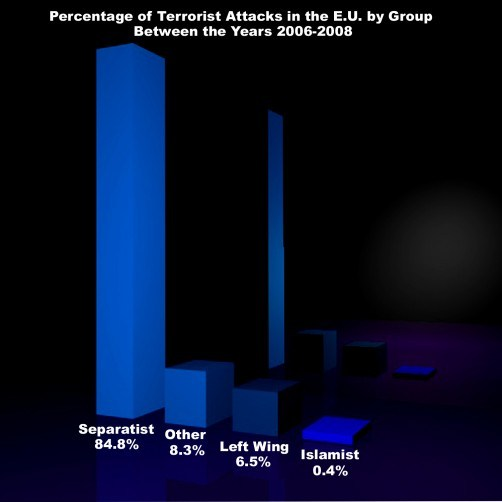 Percentage of Terrorist Attacks in the E.U. by Group
Between the Years 2006-2008
Separatist
84.8%
Other
8.3%
Left Wing
6.5%
Islamist
0.4%